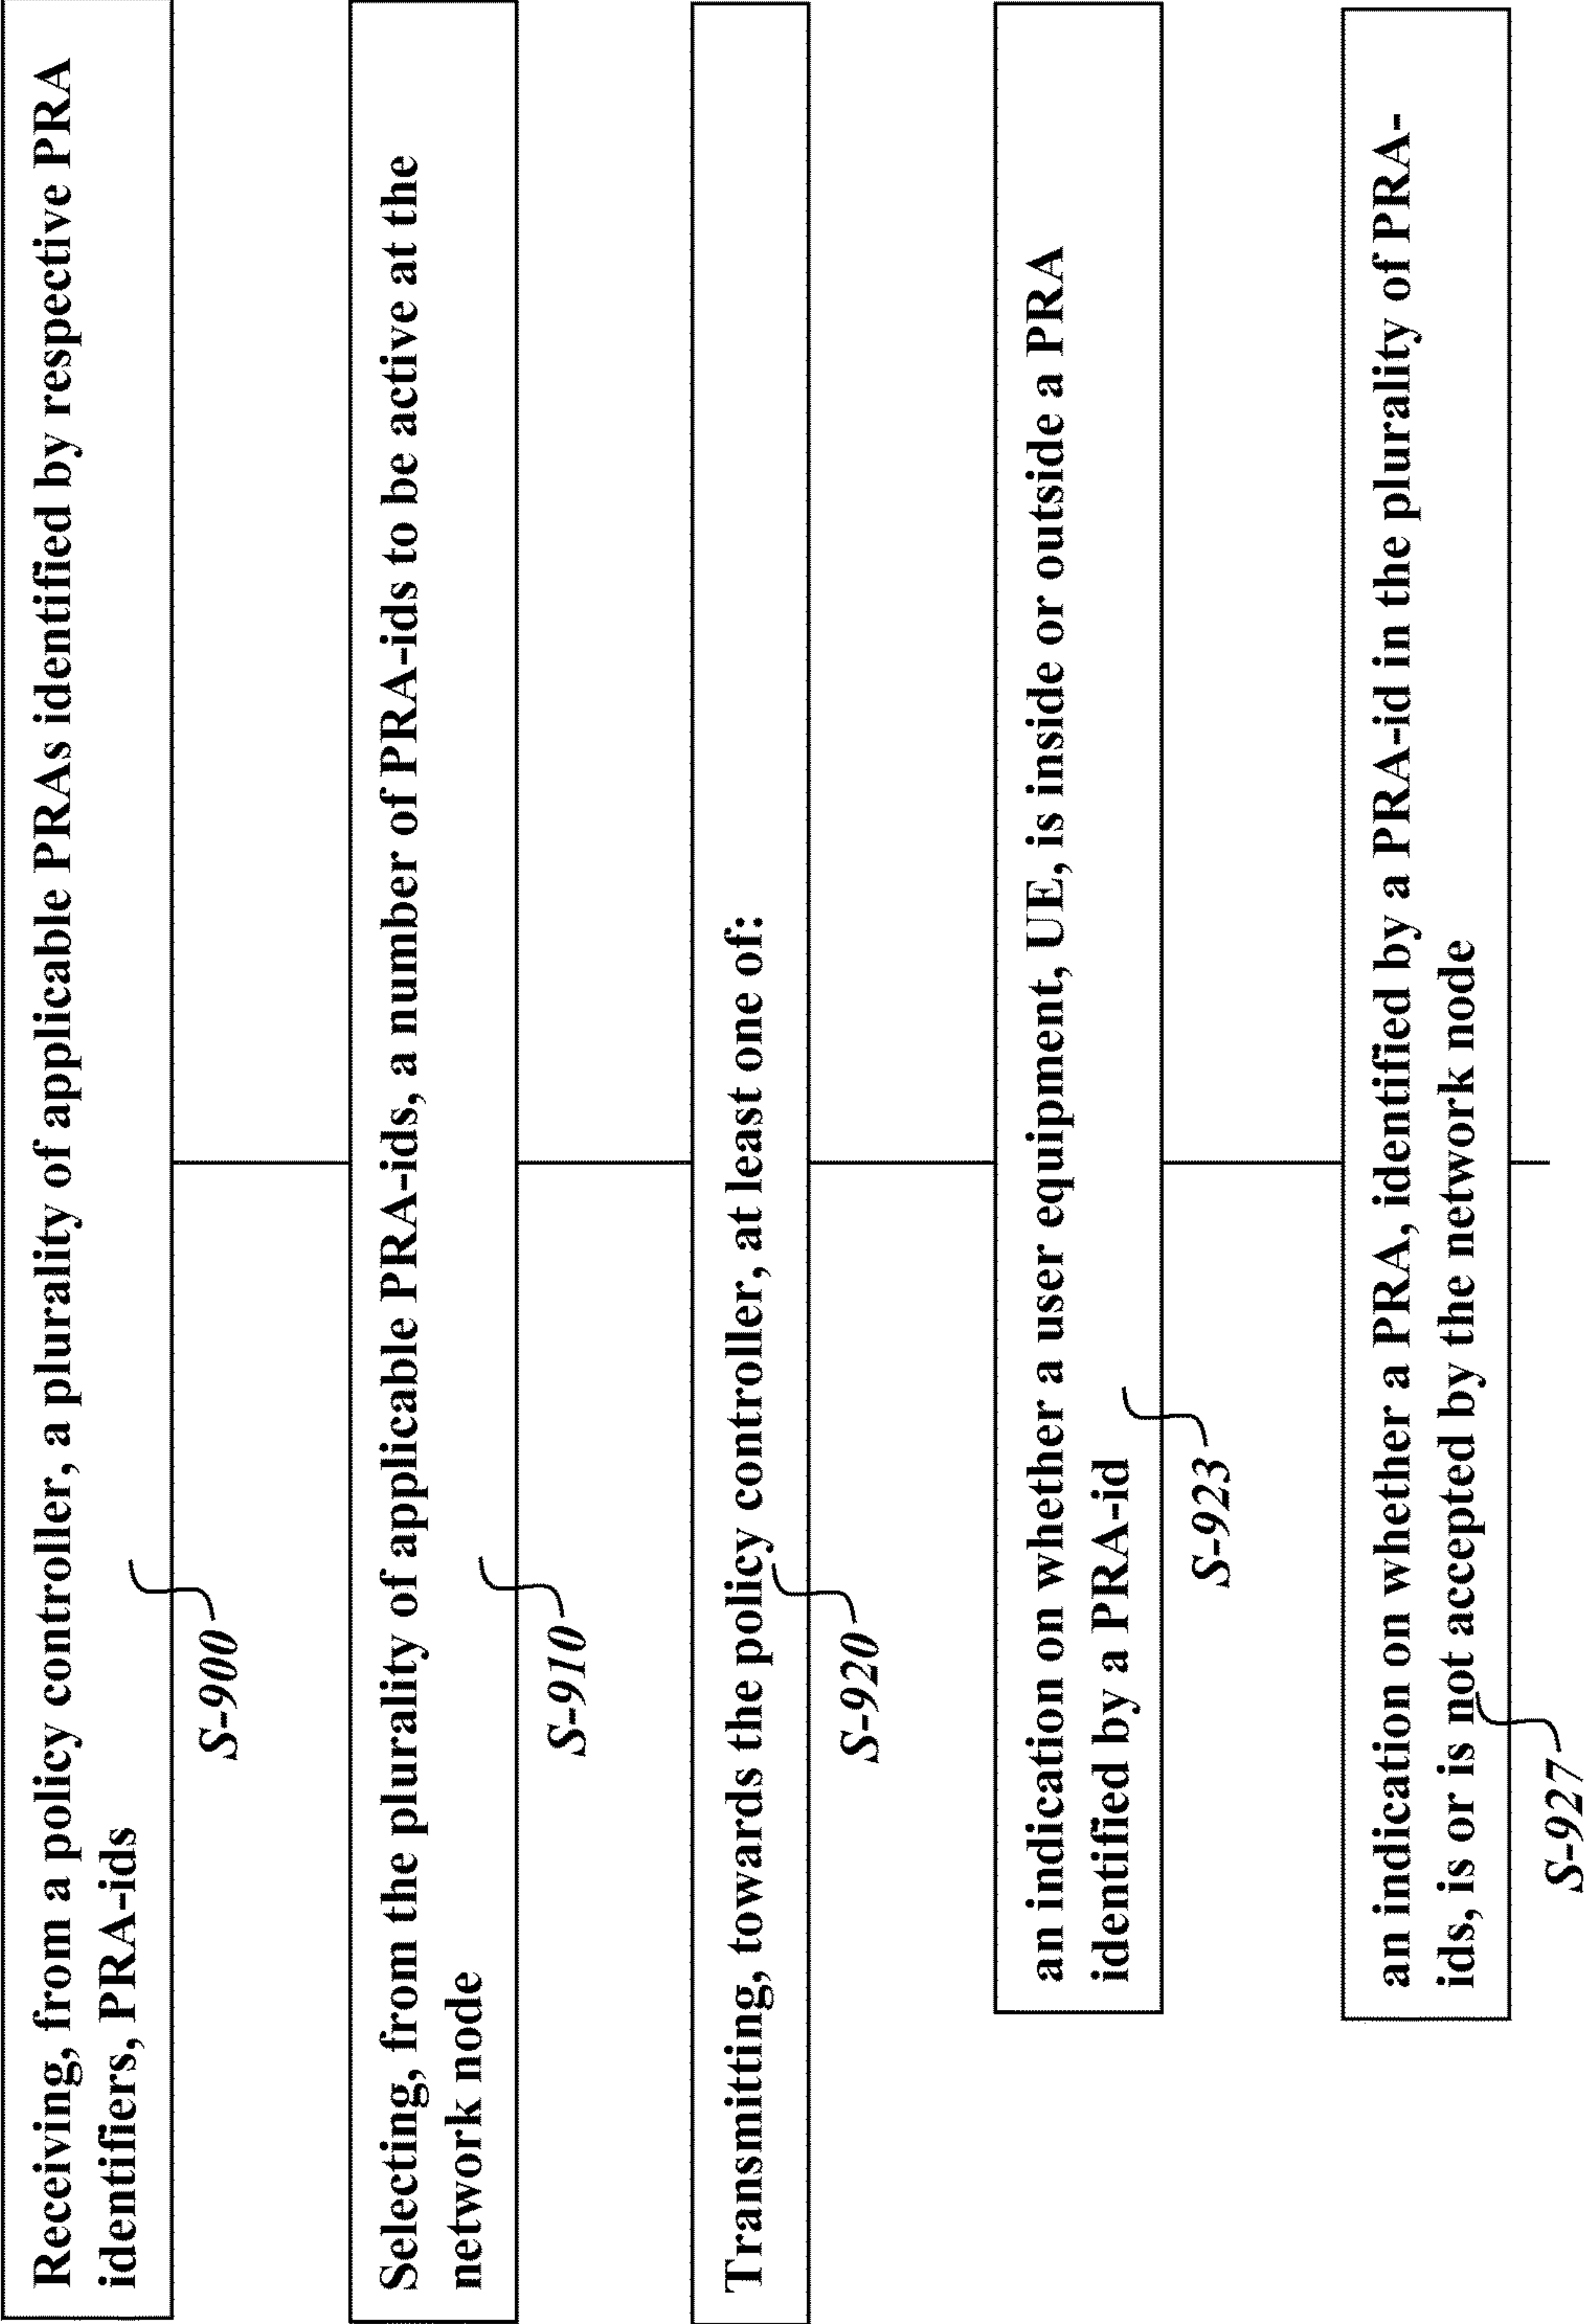 Receiving, from a policy controller, a plurality of applicable PRAs identified by respective PRA
identifiers, PRA-ids
S-900
Selecting, from the plurality of applicable PRA-ids, a number of PRA-ids to be active at the
network node
S-910
Transmitting, towards the policy controller, at least one of:
S-920
an indication on whether a user equipment, UE, is inside or outside a PRA
identified by a PRA-id
S-923
an indication on whether a PRA, identified by a PRA-id in the plurality of PRA-
ids, is or is not accepted by the network node
S-927